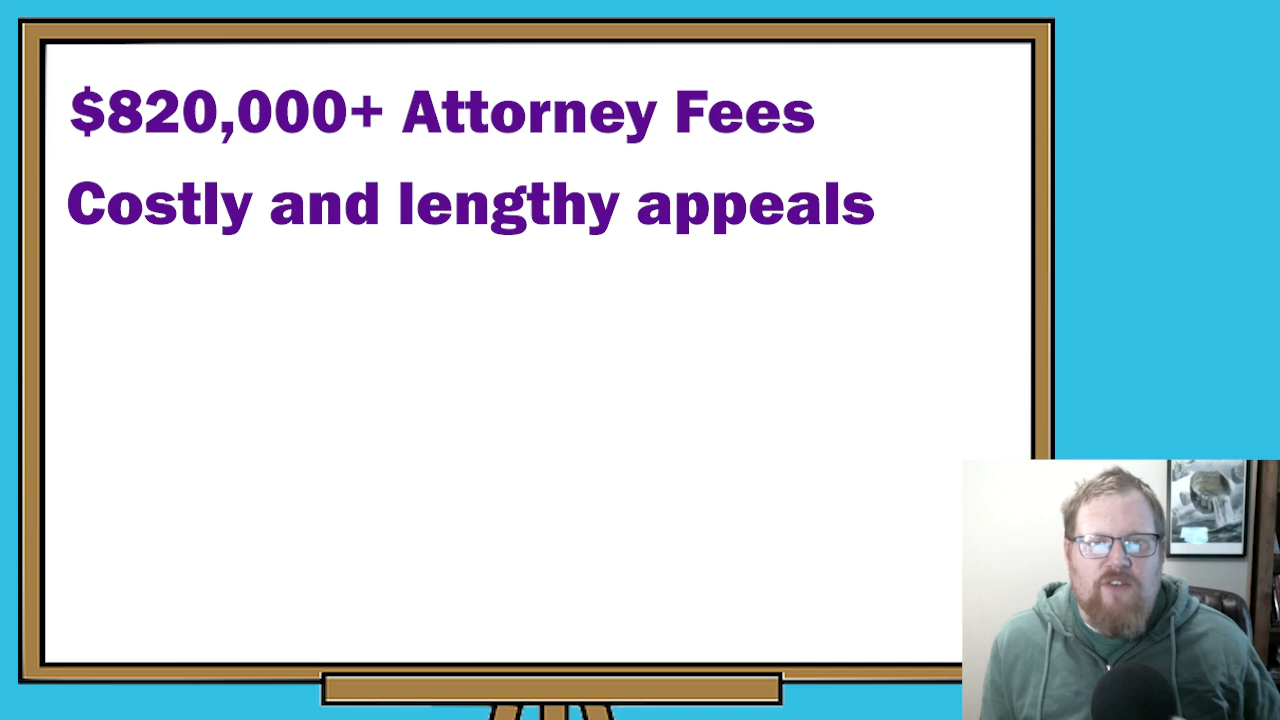 $820,000+ Attorney Fees
Costly and lengthy appeals